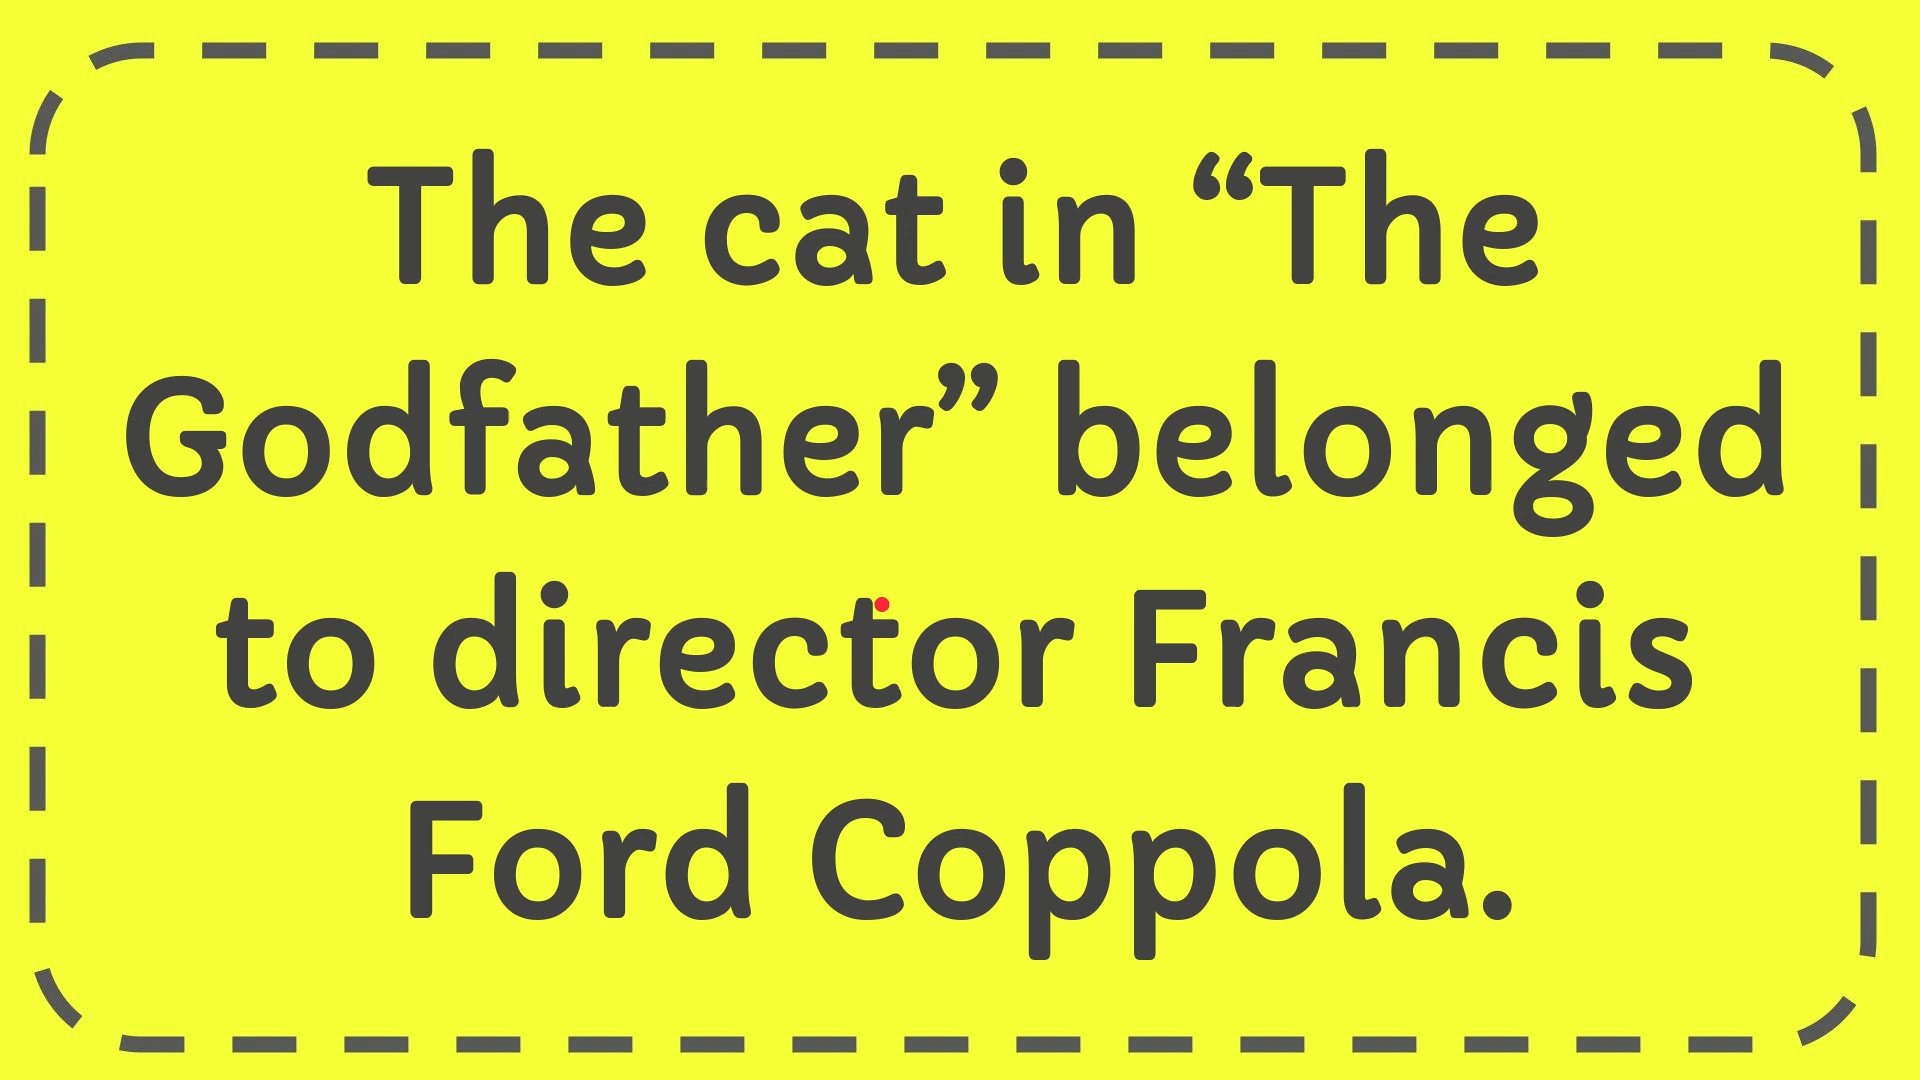 The cat in “The
Godfather” belonged
to director Francis
Ford Coppola.